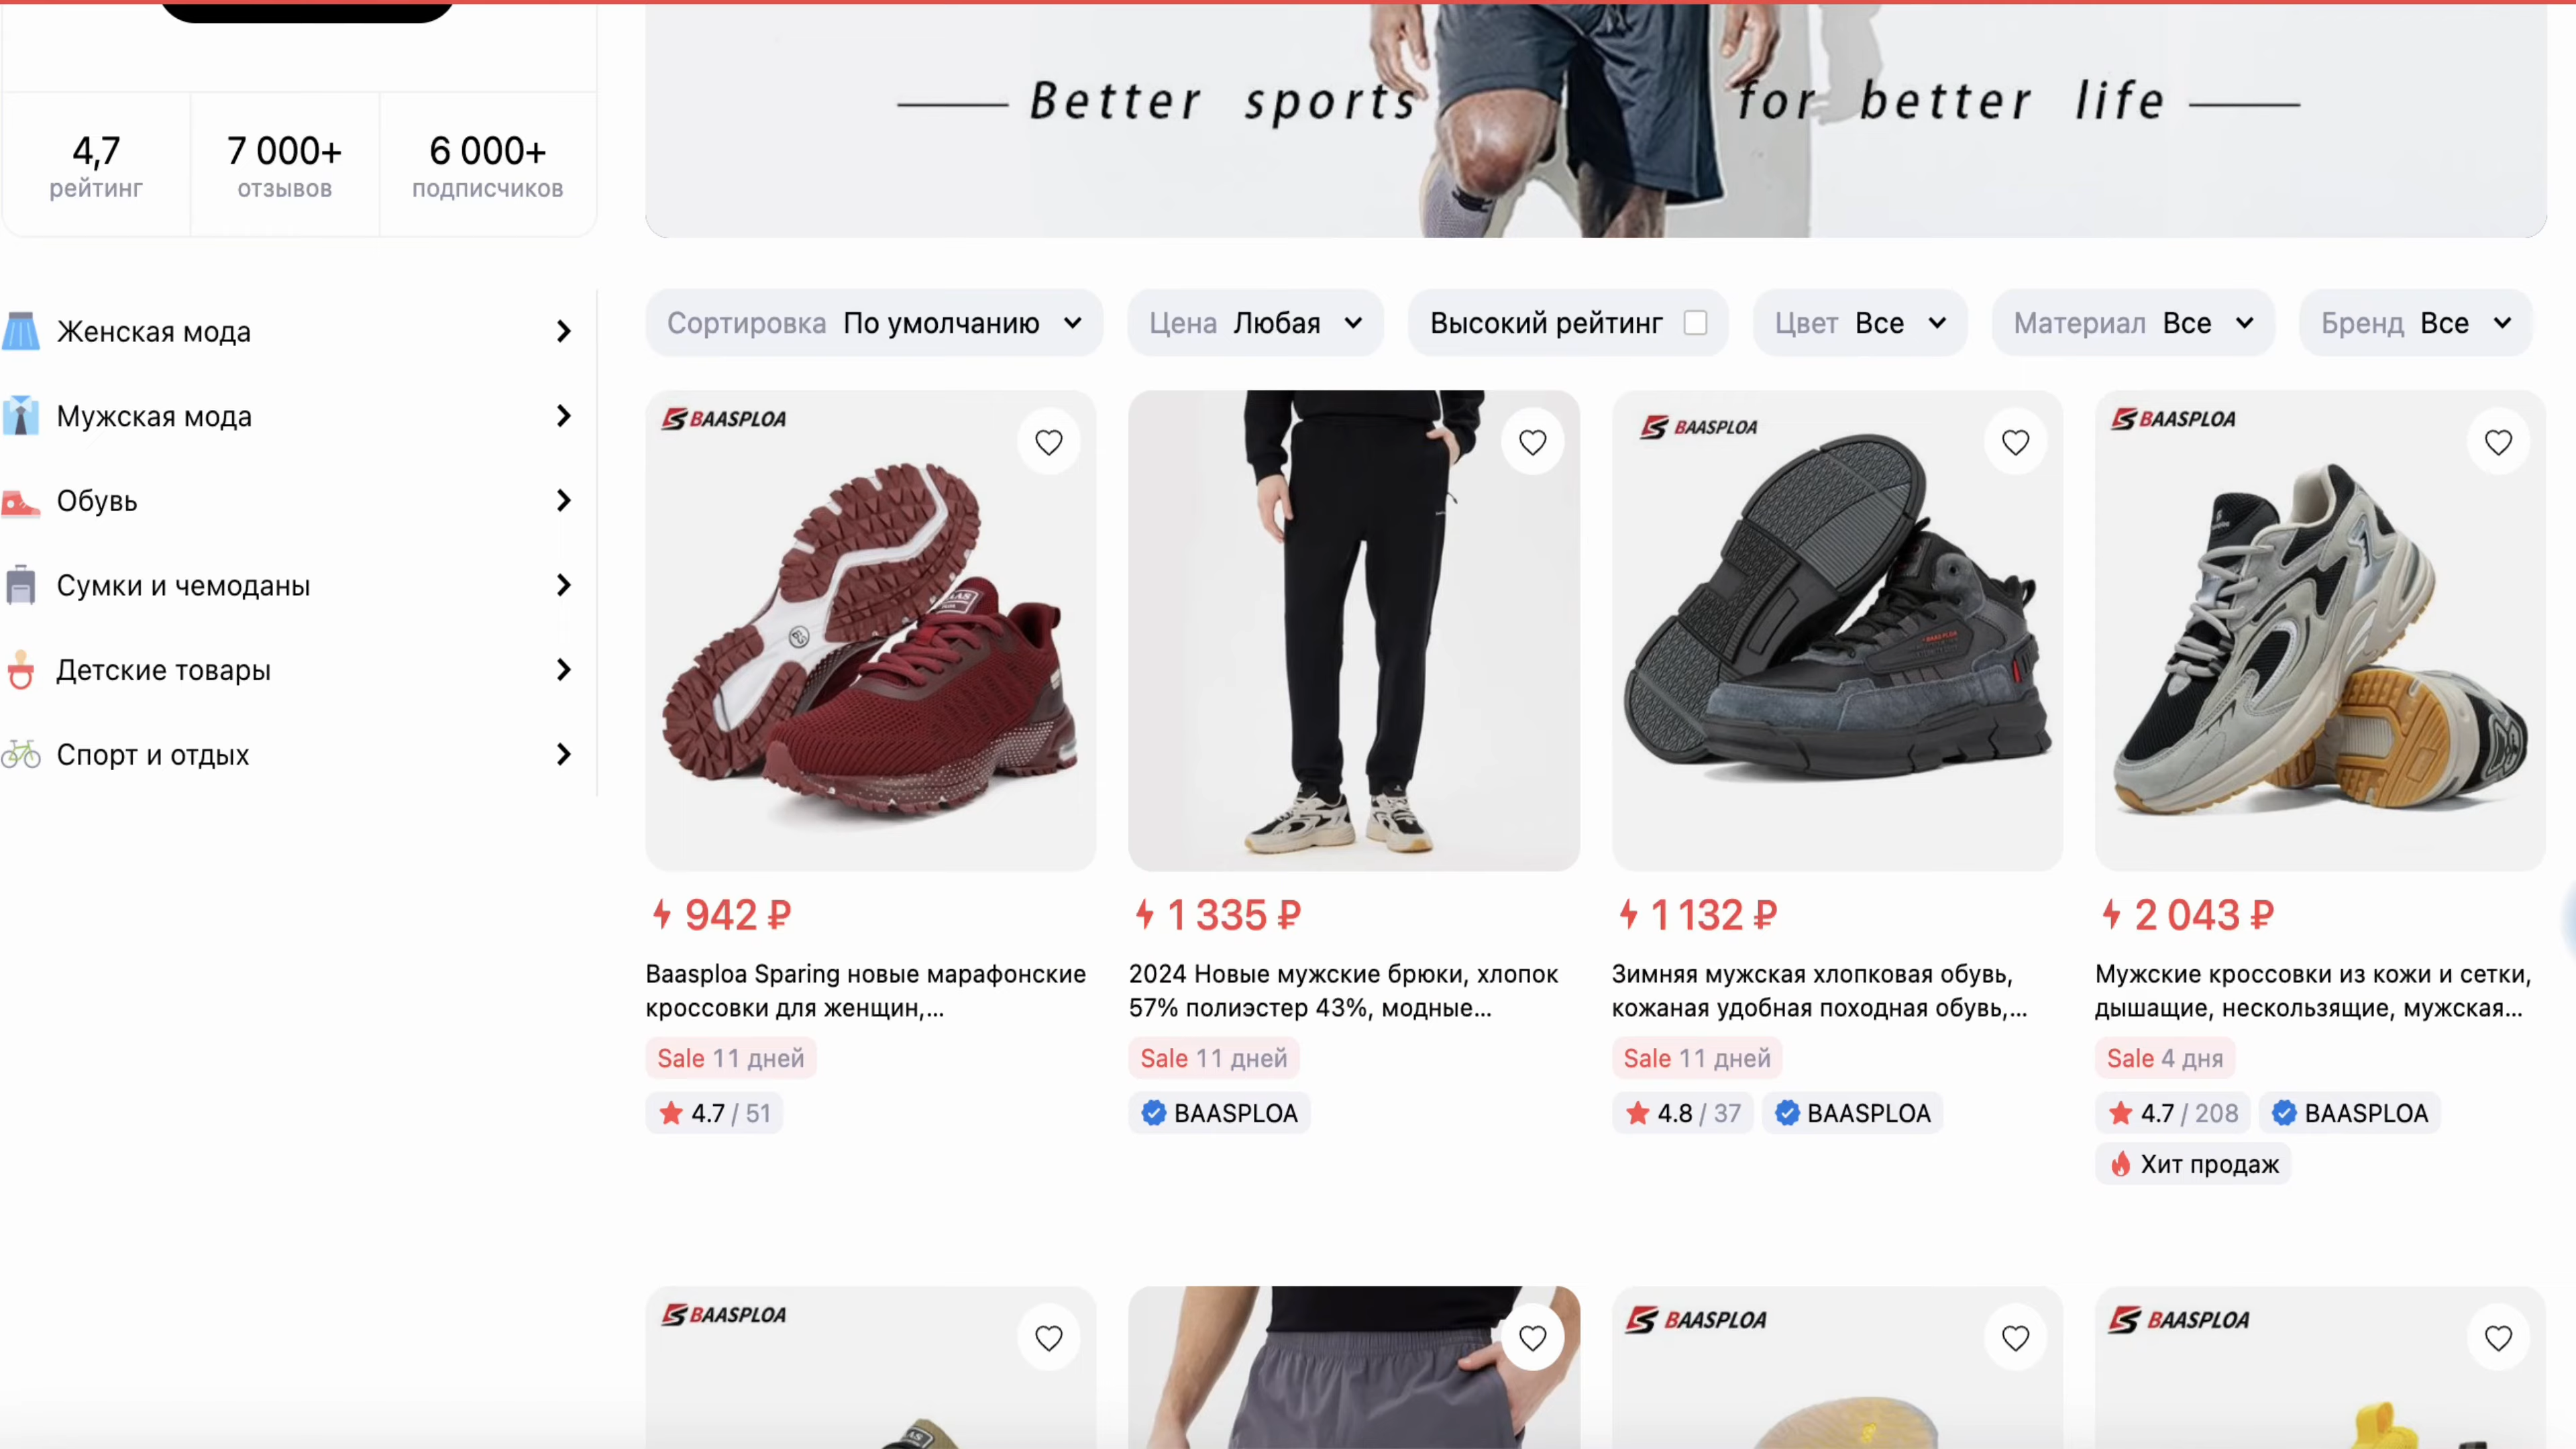 Better sports for better life
4,7
рейтинг
7 000+
отзывов
6 000+
подписчиков
Женская мода
Мужская мода
Обувь
Сумки и чемоданы
Детские товары
Спорт и отдых
Сортировка По умолчанию
Цена Любая
Высокий рейтинг
Цвет Все
Материал Все
Бренд Все
BAASPLOA
BAASPLOA
BAASPLOA
942 ₽
Baasploa Sparing новые марафонские
кроссовки для женщин,...
Sale 11 дней
4.7 / 51
1 335 ₽
2024 Новые мужские брюки, хлопок
57% полиэстер 43%, модные...
Sale 11 дней
BAASPLOA
1 132 ₽
Зимняя мужская хлопковая обувь,
кожаная удобная походная обувь,...
Sale 11 дней
4.8 / 37
BAASPLOA
2 043 ₽
Мужские кроссовки из кожи и сетки,
дышащие, нескользящие, мужская...
Sale 4 дня
4.7 / 208
BAASPLOA
Хит продаж
BAASPLOA
BAASPLOA
BAASPLOA